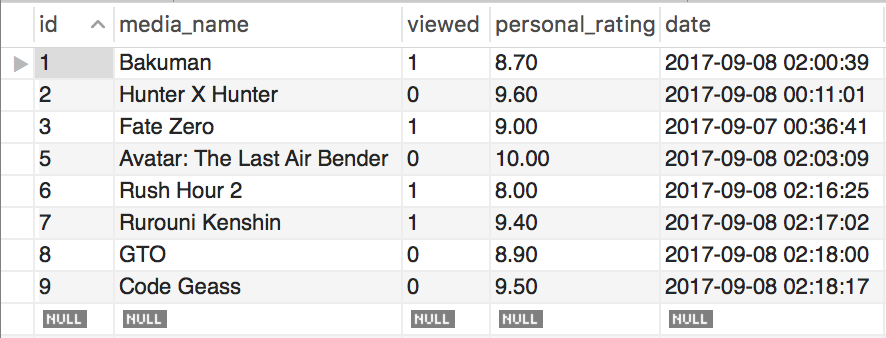 id media_name viewed personal_rating date
1 Bakuman 1 8.70 2017-09-08 02:00:39
2 Hunter X Hunter 0 9.60 2017-09-08 00:11:01
3 Fate Zero 1 9.00 2017-09-07 00:36:41
5 Avatar: The Last Air Bender 0 10.00 2017-09-08 02:03:09
6 Rush Hour 2 1 8.00 2017-09-08 02:16:25
7 Rurouni Kenshin 1 9.40 2017-09-08 02:17:02
8 GTO 0 8.90 2017-09-08 02:18:00
9 Code Geass 0 9.50 2017-09-08 02:18:17
NULL NULL NULL NULL NULL